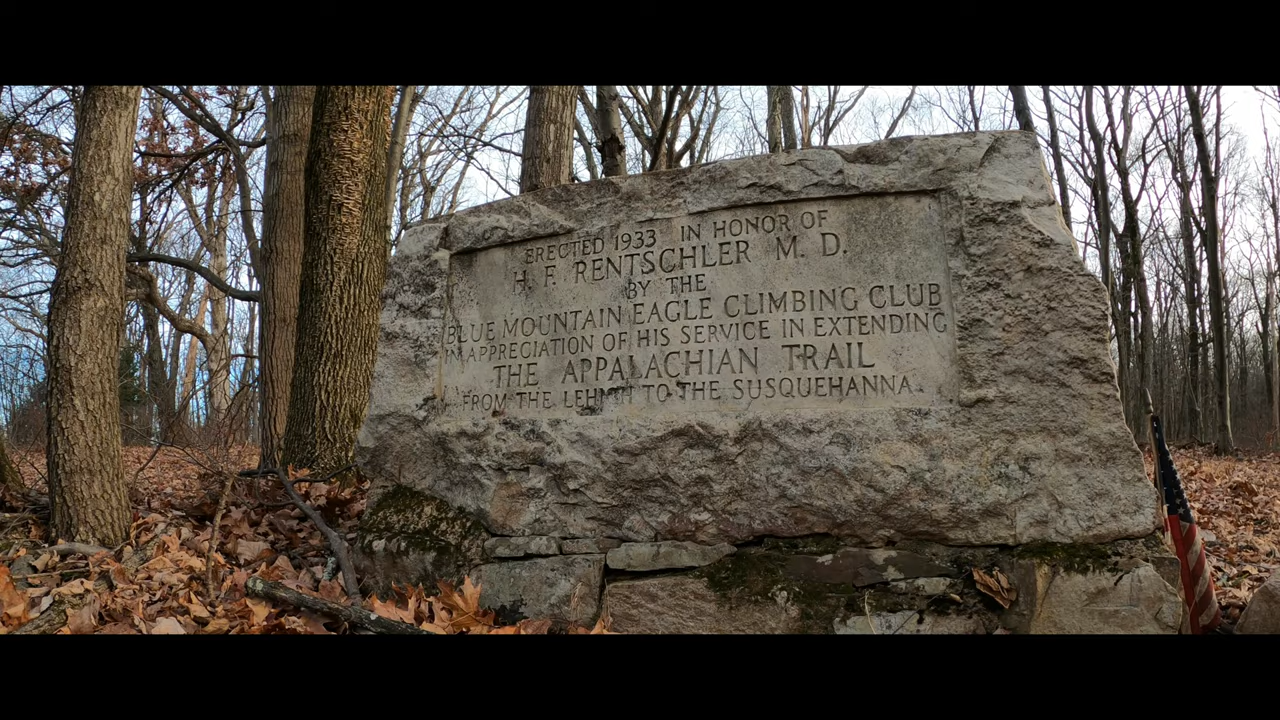 ERECTED 1933 IN HONOR OF
H. F. RENTSCHLER M. D.
BY THE
BLUE MOUNTAIN EAGLE CLIMBING CLUB
IN APPRECIATION OF HIS SERVICE IN EXTENDING
THE APPALACHIAN TRAIL
FROM THE LEHIGH TO THE SUSQUEHANNA